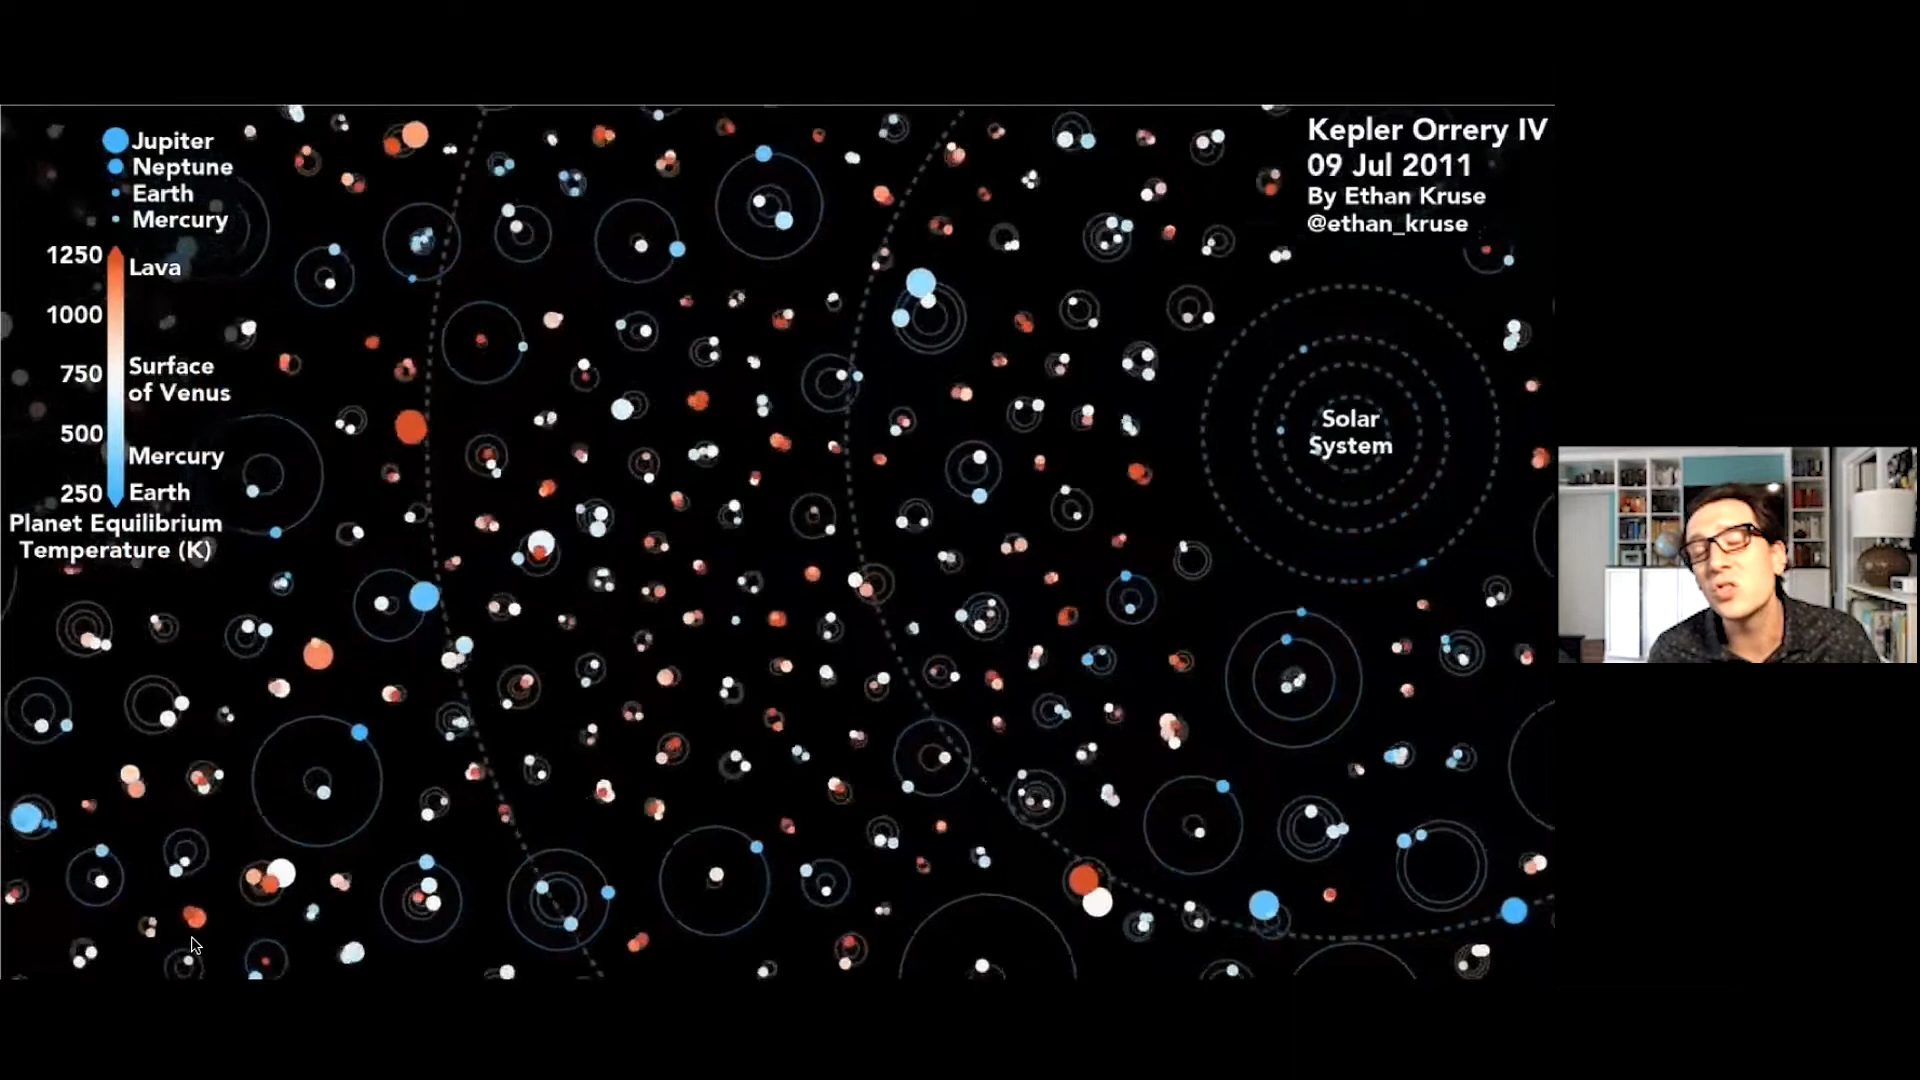 Jupiter
Neptune
Earth
Mercury
1250
Lava
1000
750
Surface
of Venus
500
Mercury
250
Earth
Planet Equilibrium
Temperature (K)
Kepler Orrery IV
09 Jul 2011
By Ethan Kruse
@ethan_kruse
Solar
System